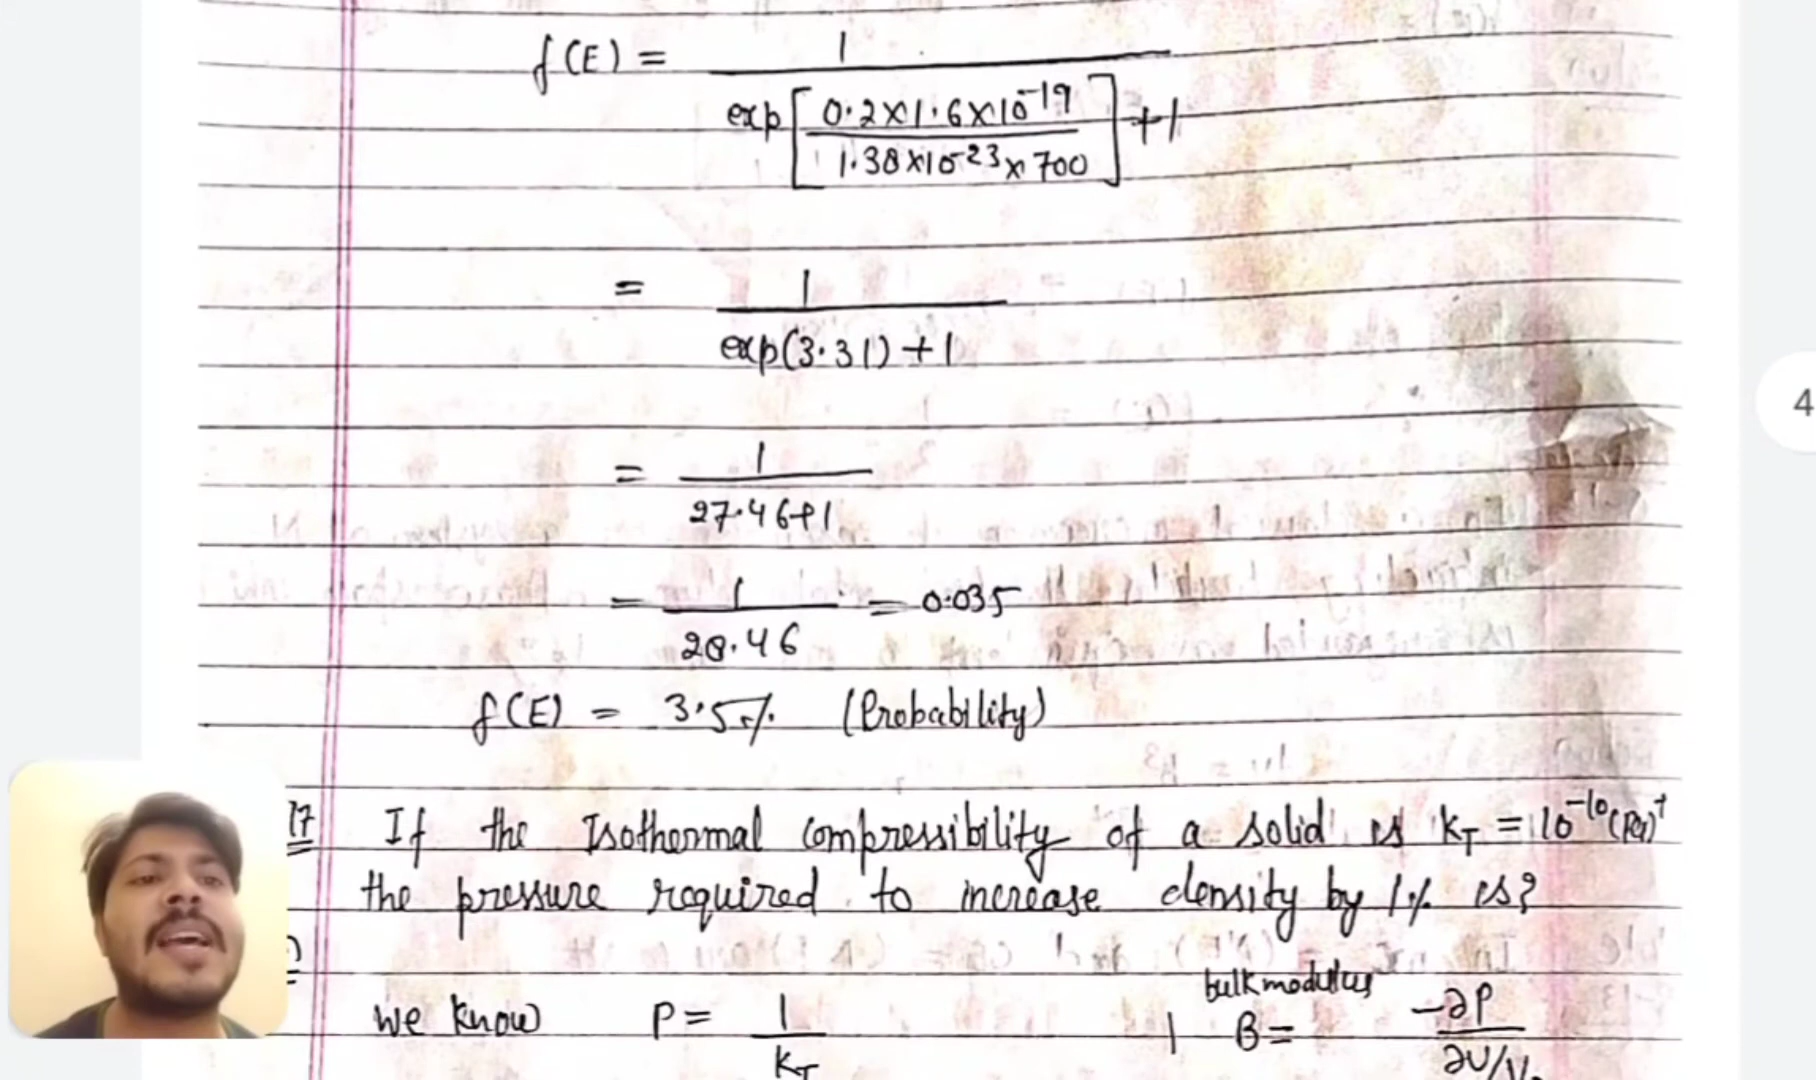 f(E) = 1 / exp[0.2×1.6×10^-19 / 1.38×10^-23 × 700] + 1
= 1 / exp(3.31) + 1
= 1 / 27.46+1
= 1 / 28.46 = 0.035
f(E) = 3.5% (Probability)
17 If the Isothermal compressibility of a solid is K_T = 10^-10 (Pa)^-1
the pressure required to increase density by 1% is?
bulk modulus
we know P = 1 / K_T | B = -∂P / ∂V/V
4